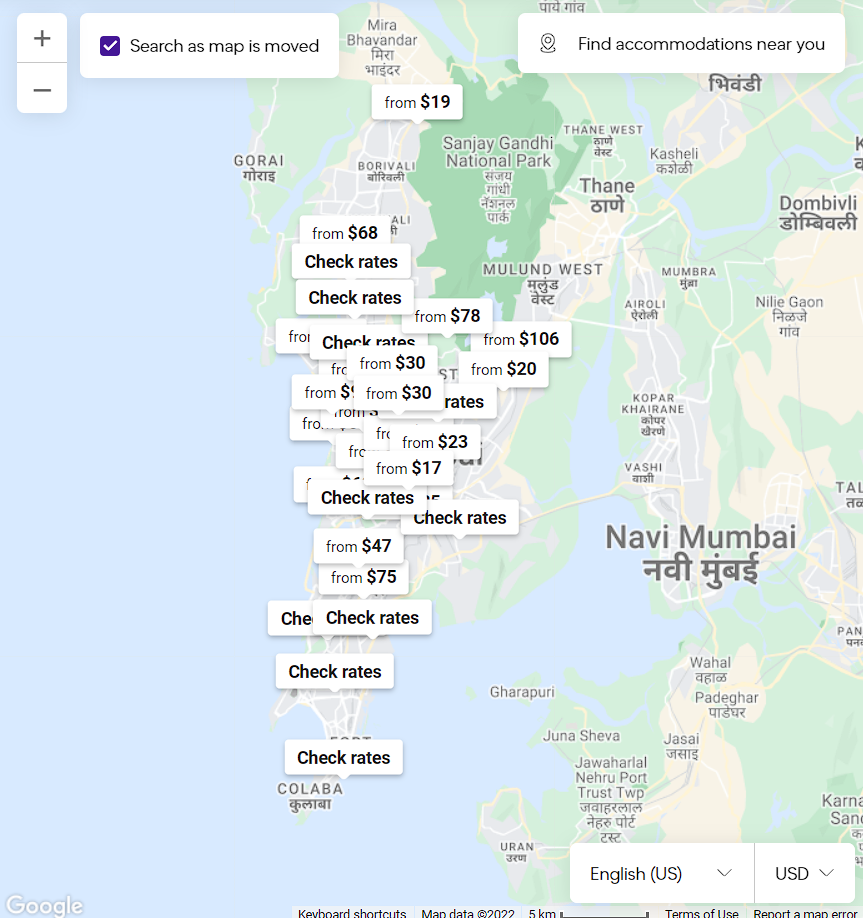 पाये गांव
+
Search as map is moved
Find accommodations near you
−
Mira
Bhavandar
मिरा
भाइंदर
भिवंडी
from $19
Sanjay Gandhi
National Park
संजय
गांधी
नॅशनल
पार्क
THANE WEST
ठाणे
वेस्ट
Kasheli
कशेळी
GORAI
गोराइ
BORIVALI
बोरिवली
Thane
ठाणे
Dombivli
डोम्बिवली
from $68
Check rates
MULUND WEST
मुलुंड
वेस्ट
MUMBRA
मुंब्रा
Check rates
AIROLI
ऐरोली
Nilje Gaon
निळजे
गांव
from $78
from $106
Check rates
from $30
from $20
from
from $30
rates
KOPAR
KHAIRANE
कोपर
खैरणे
from $23
from $17
VASHI
वाशी
Check rates
Check rates
Navi Mumbai
नवी मुंबई
from $47
from $75
Check rates
Check rates
Wahal
वहाळ
Padeghar
पाडेघर
Gharapuri
Juna Sheva
Jasai
जसाइ
FORT
Check rates
Jawaharlal
Nehru Port
Trust Twp
जवाहरलाल
नेहरु पोर्ट
ट्रस्ट
COLABA
कुलाबा
URAN
उरण
English (US)
USD
Google
Keyboard shortcuts
Map data ©2022
5 km
Terms of Use
Report a map error